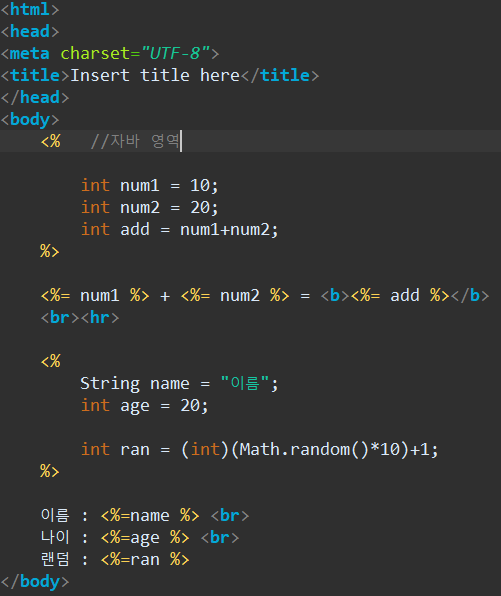 <html>
<head>
<meta charset="UTF-8">
<title>Insert title here</title>
</head>
<body>
<% //자바 영역
int num1 = 10;
int num2 = 20;
int add = num1+num2;
%>
<%= num1 %> + <%= num2 %> = <b><%= add %></b>
<br><hr>
<%
String name = "이름";
int age = 20;
int ran = (int)(Math.random()*10)+1;
%>
이름 : <%=name %> <br>
나이 : <%=age %> <br>
랜덤 : <%=ran %>
</body>